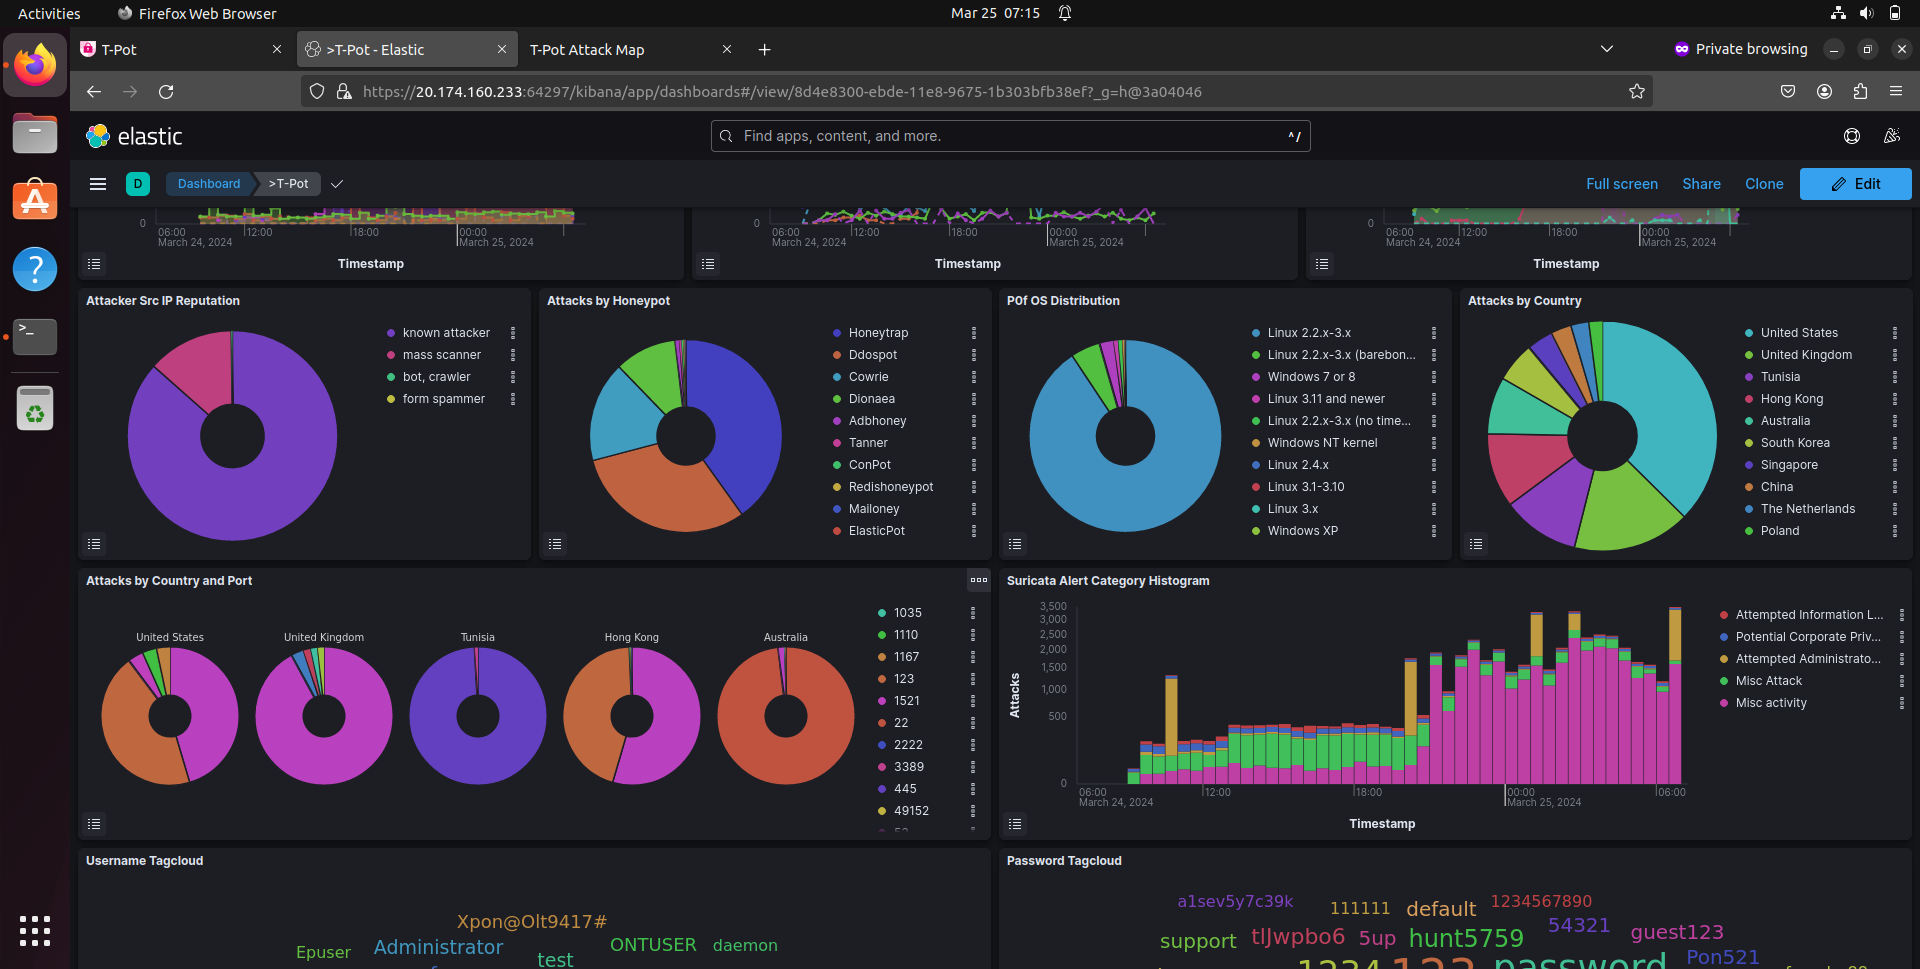 Activities
Firefox Web Browser
Mar 25 07:15
T-Pot
>T-Pot - Elastic
T-Pot Attack Map
Private browsing
https://20.174.160.233:64297/kibana/app/dashboards#/view/8d4e8300-ebde-11e8-9675-1b303bfb38ef?_g=h@3a04046
elastic
Find apps, content, and more.
^/
D
Dashboard
>T-Pot
Full screen
Share
Clone
Edit
0
06:00
12:00
18:00
00:00
March 24, 2024
March 25, 2024
Timestamp
0
06:00
12:00
18:00
00:00
March 24, 2024
March 25, 2024
Timestamp
0
06:00
12:00
18:00
00:00
March 24, 2024
March 25, 2024
Timestamp
Attacker Src IP Reputation
known attacker
mass scanner
bot, crawler
form spammer
Attacks by Honeypot
Honeytrap
Ddospot
Cowrie
Dionaea
Adbhoney
Tanner
ConPot
Redishoneypot
Mailoney
ElasticPot
P0f OS Distribution
Linux 2.2.x-3.x
Linux 2.2.x-3.x (barebon...
Windows 7 or 8
Linux 3.11 and newer
Linux 2.2.x-3.x (no time...
Windows NT kernel
Linux 2.4.x
Linux 3.1-3.10
Linux 3.x
Windows XP
Attacks by Country
United States
United Kingdom
Tunisia
Hong Kong
Australia
South Korea
Singapore
China
The Netherlands
Poland
Attacks by Country and Port
United States
United Kingdom
Tunisia
Hong Kong
Australia
1035
1110
1167
123
1521
22
2222
3389
445
49152
Suricata Alert Category Histogram
Attacks
3,500
3,000
2,500
2,000
1,500
1,000
500
0
06:00
12:00
18:00
00:00
06:00
March 24, 2024
March 25, 2024
Timestamp
Attempted Information L...
Potential Corporate Priv...
Attempted Administrato...
Misc Attack
Misc activity
Username Tagcloud
Xpon@Olt9417#
Epuser
Administrator
ONTUSER
daemon
test
Password Tagcloud
a1sev5y7c39k
111111
default
1234567890
support
tlJwpbo6
5up
hunt5759
54321
guest123
1234
123
password
Pon521